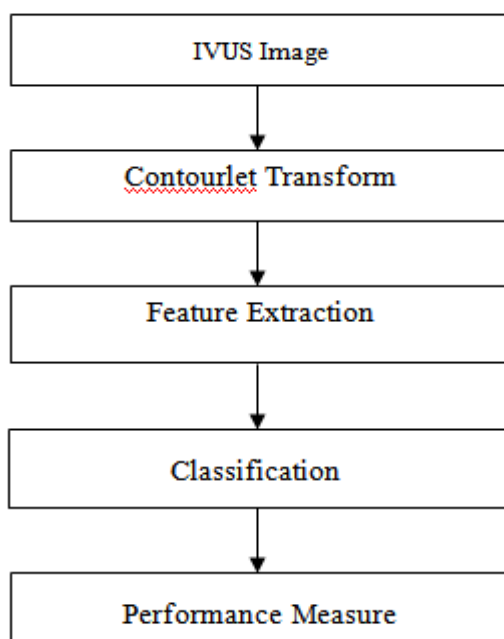 IVUS Image
Contourlet Transform
Feature Extraction
Classification
Performance Measure